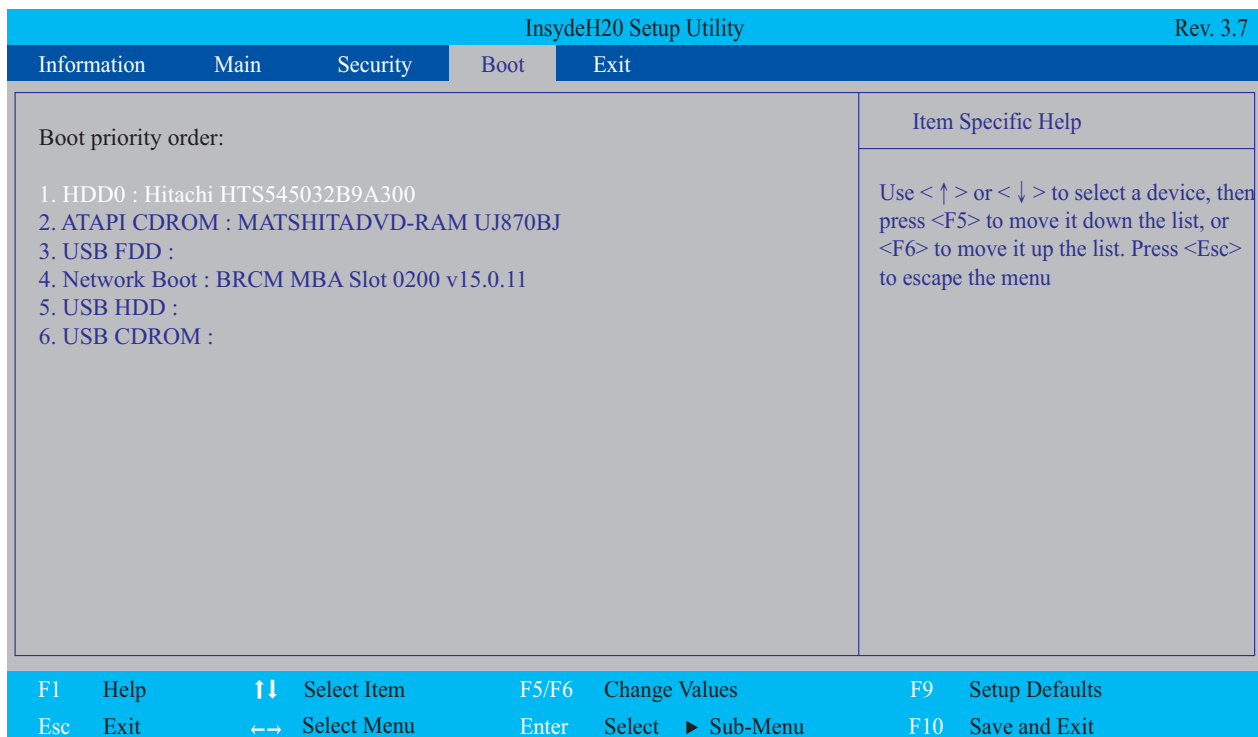 InsydeH20 Setup Utility Rev. 3.7
Information Main Security Boot Exit
Boot priority order:
1. HDD0 : Hitachi HTS545032B9A300
2. ATAPI CDROM : MATSHITADVD-RAM UJ870BJ
3. USB FDD :
4. Network Boot : BRCM MBA Slot 0200 v15.0.11
5. USB HDD :
6. USB CDROM :
Item Specific Help
Use < ↑ > or < ↓ > to select a device, then
press <F5> to move it down the list, or
<F6> to move it up the list. Press <Esc>
to escape the menu
F1 Help ↑↓ Select Item F5/F6 Change Values F9 Setup Defaults
Esc Exit ←→ Select Menu Enter Select ▶ Sub-Menu F10 Save and Exit